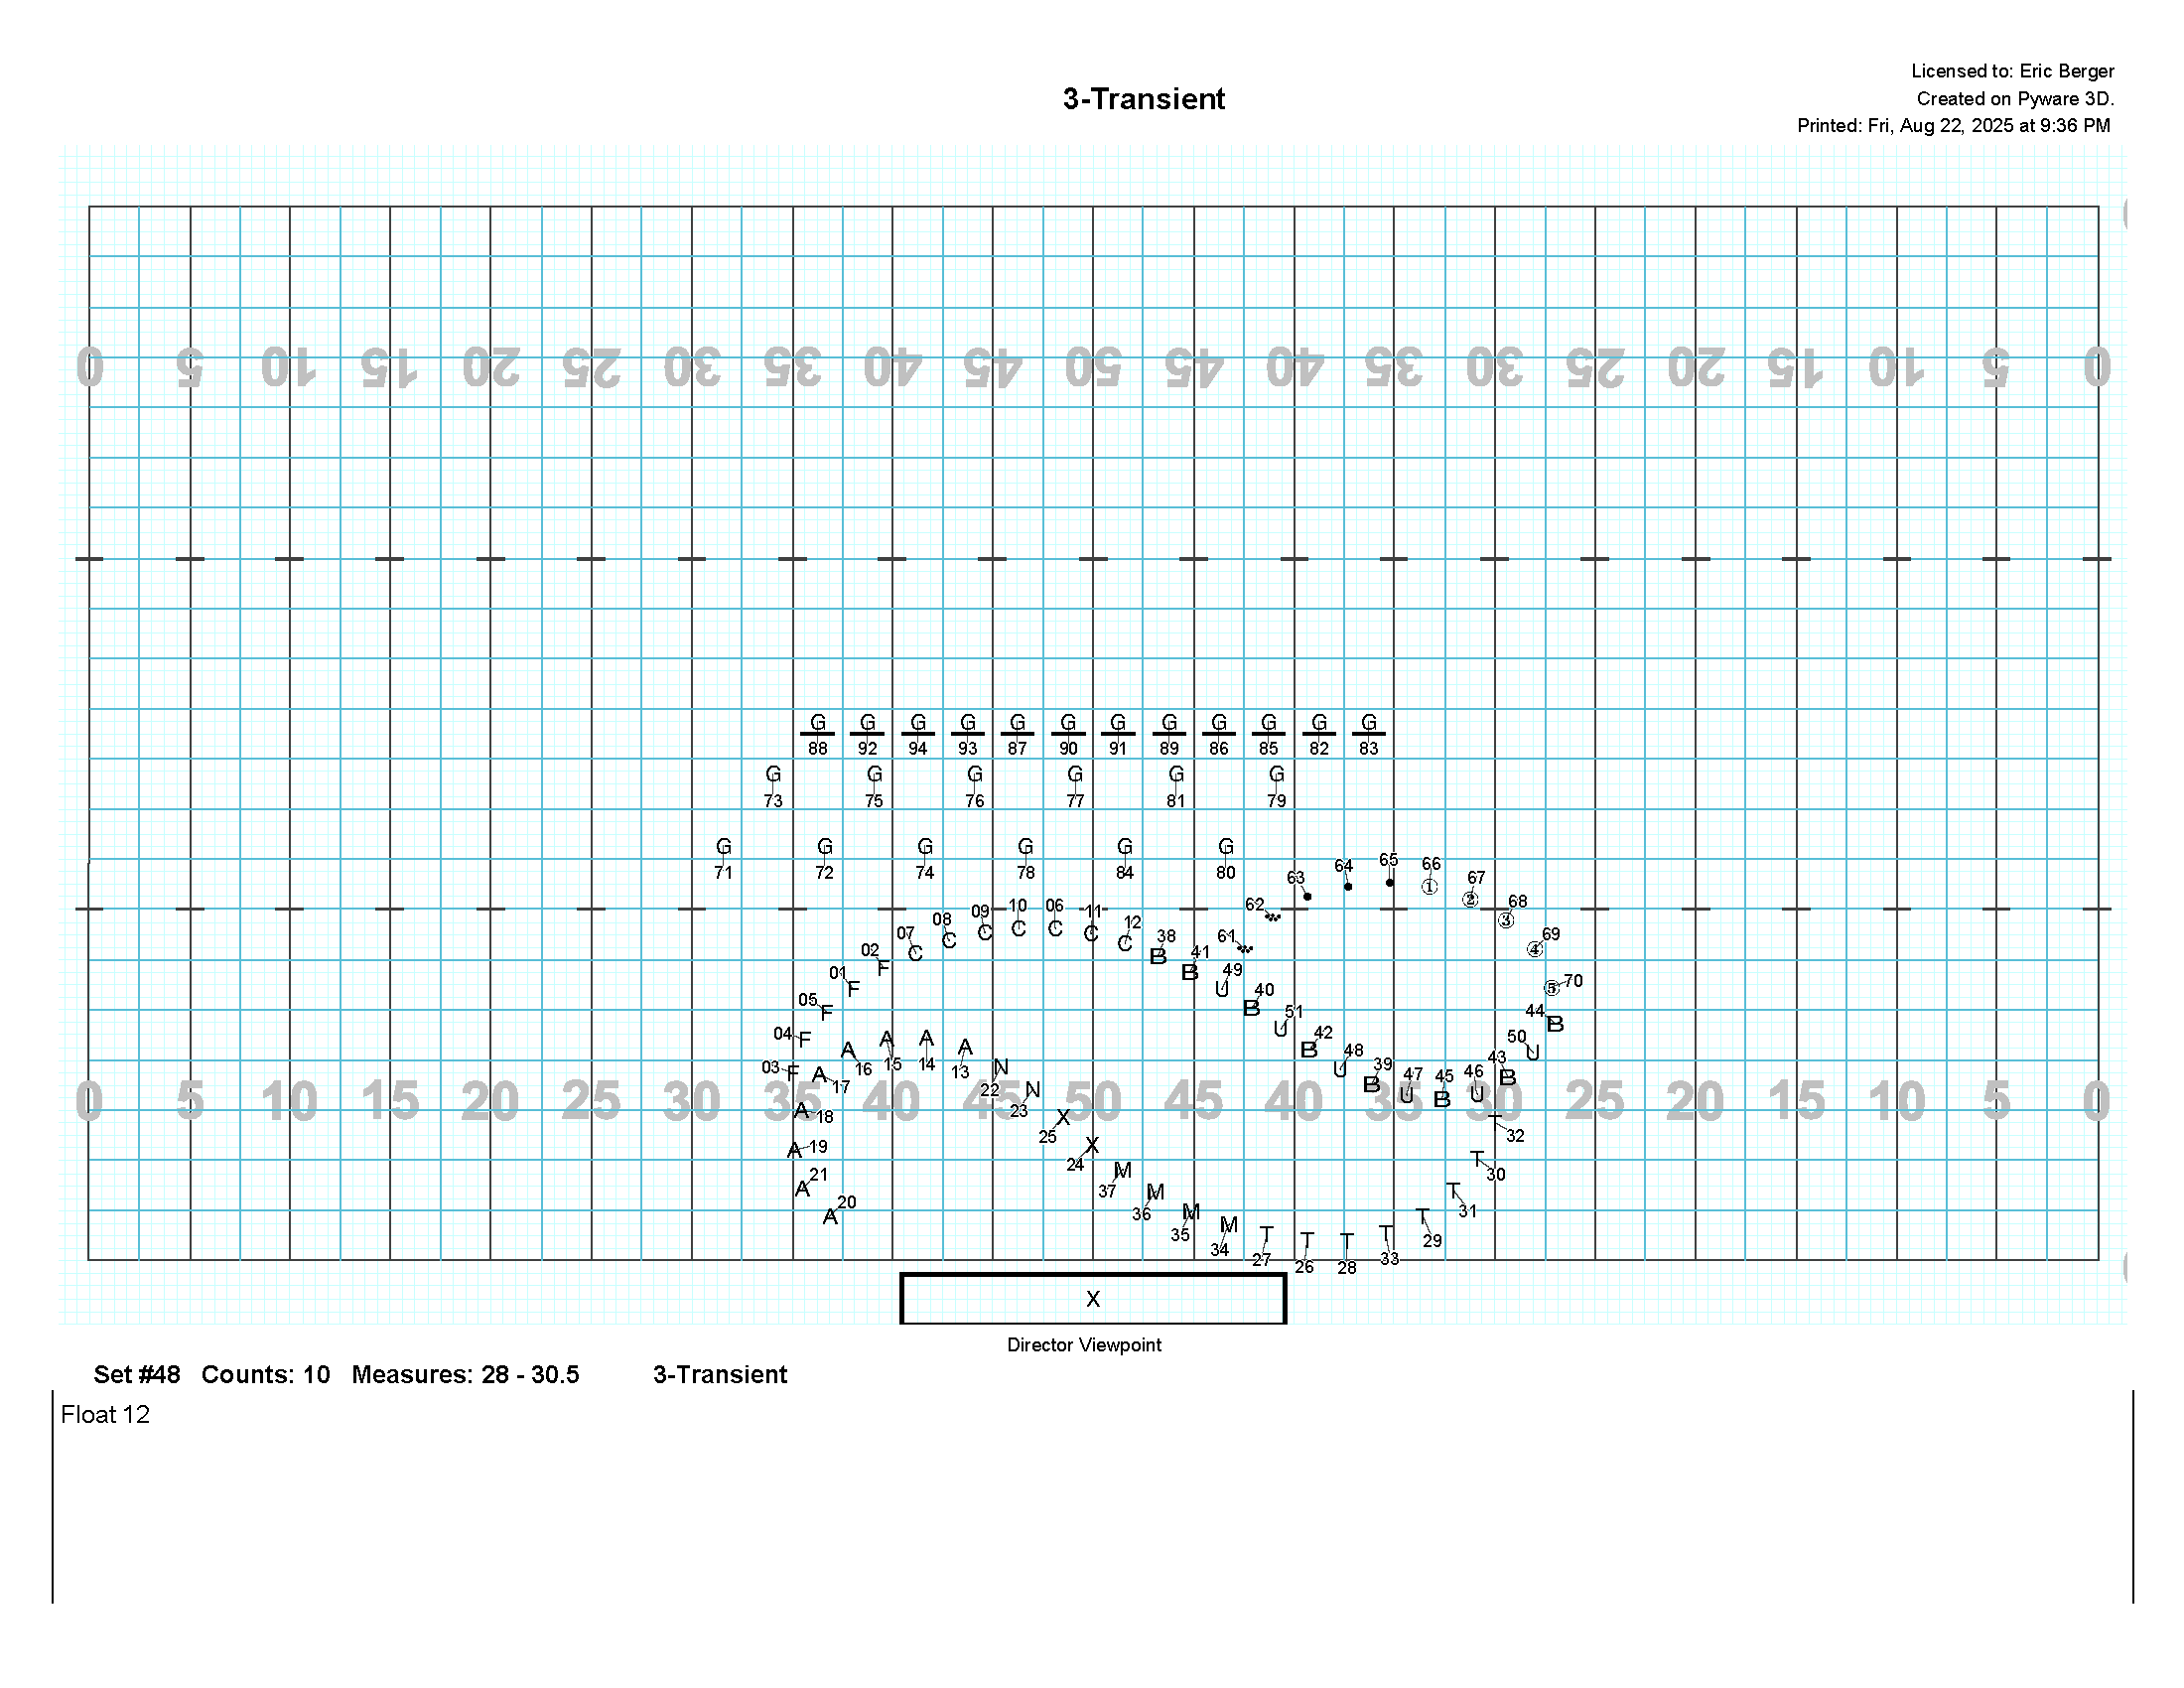 Licensed to: Eric Berger
3-Transient
Created on Pyware 3D.
Printed: Fri, Aug 22, 2025 at 9:36 PM
0 5 10 15 20 25 30 35 40 45 50 45 40 35 30 25 20 15 10 5 0
G G G G G G G G G G G G
88 92 94 93 87 90 91 89 86 85 82 83
G G G G G G
73 75 76 77 81 79
G G G G G G
71 72 74 78 84 80
63 64 65 66 67 68 69 70
1 2 3 4 5
62 61
02 07 08 09 10 06 11 12 38 41 49 40 51 42 48 39 47 45 46 43 50 44
F C C C C C C C B B U B U B U B U B U B U B
01 05 04 03
F F F F
A A A A A N N X X M M M M T T T T T T T T
17 16 15 14 13 22 23 25 24 37 36 35 34 27 26 28 33 29 31 30 32
A A A A
18 19 21 20
0 5 10 15 20 25 30 35 40 45 50 45 40 35 30 25 20 15 10 5 0
X
Director Viewpoint
Set #48 Counts: 10 Measures: 28 - 30.5 3-Transient
Float 12